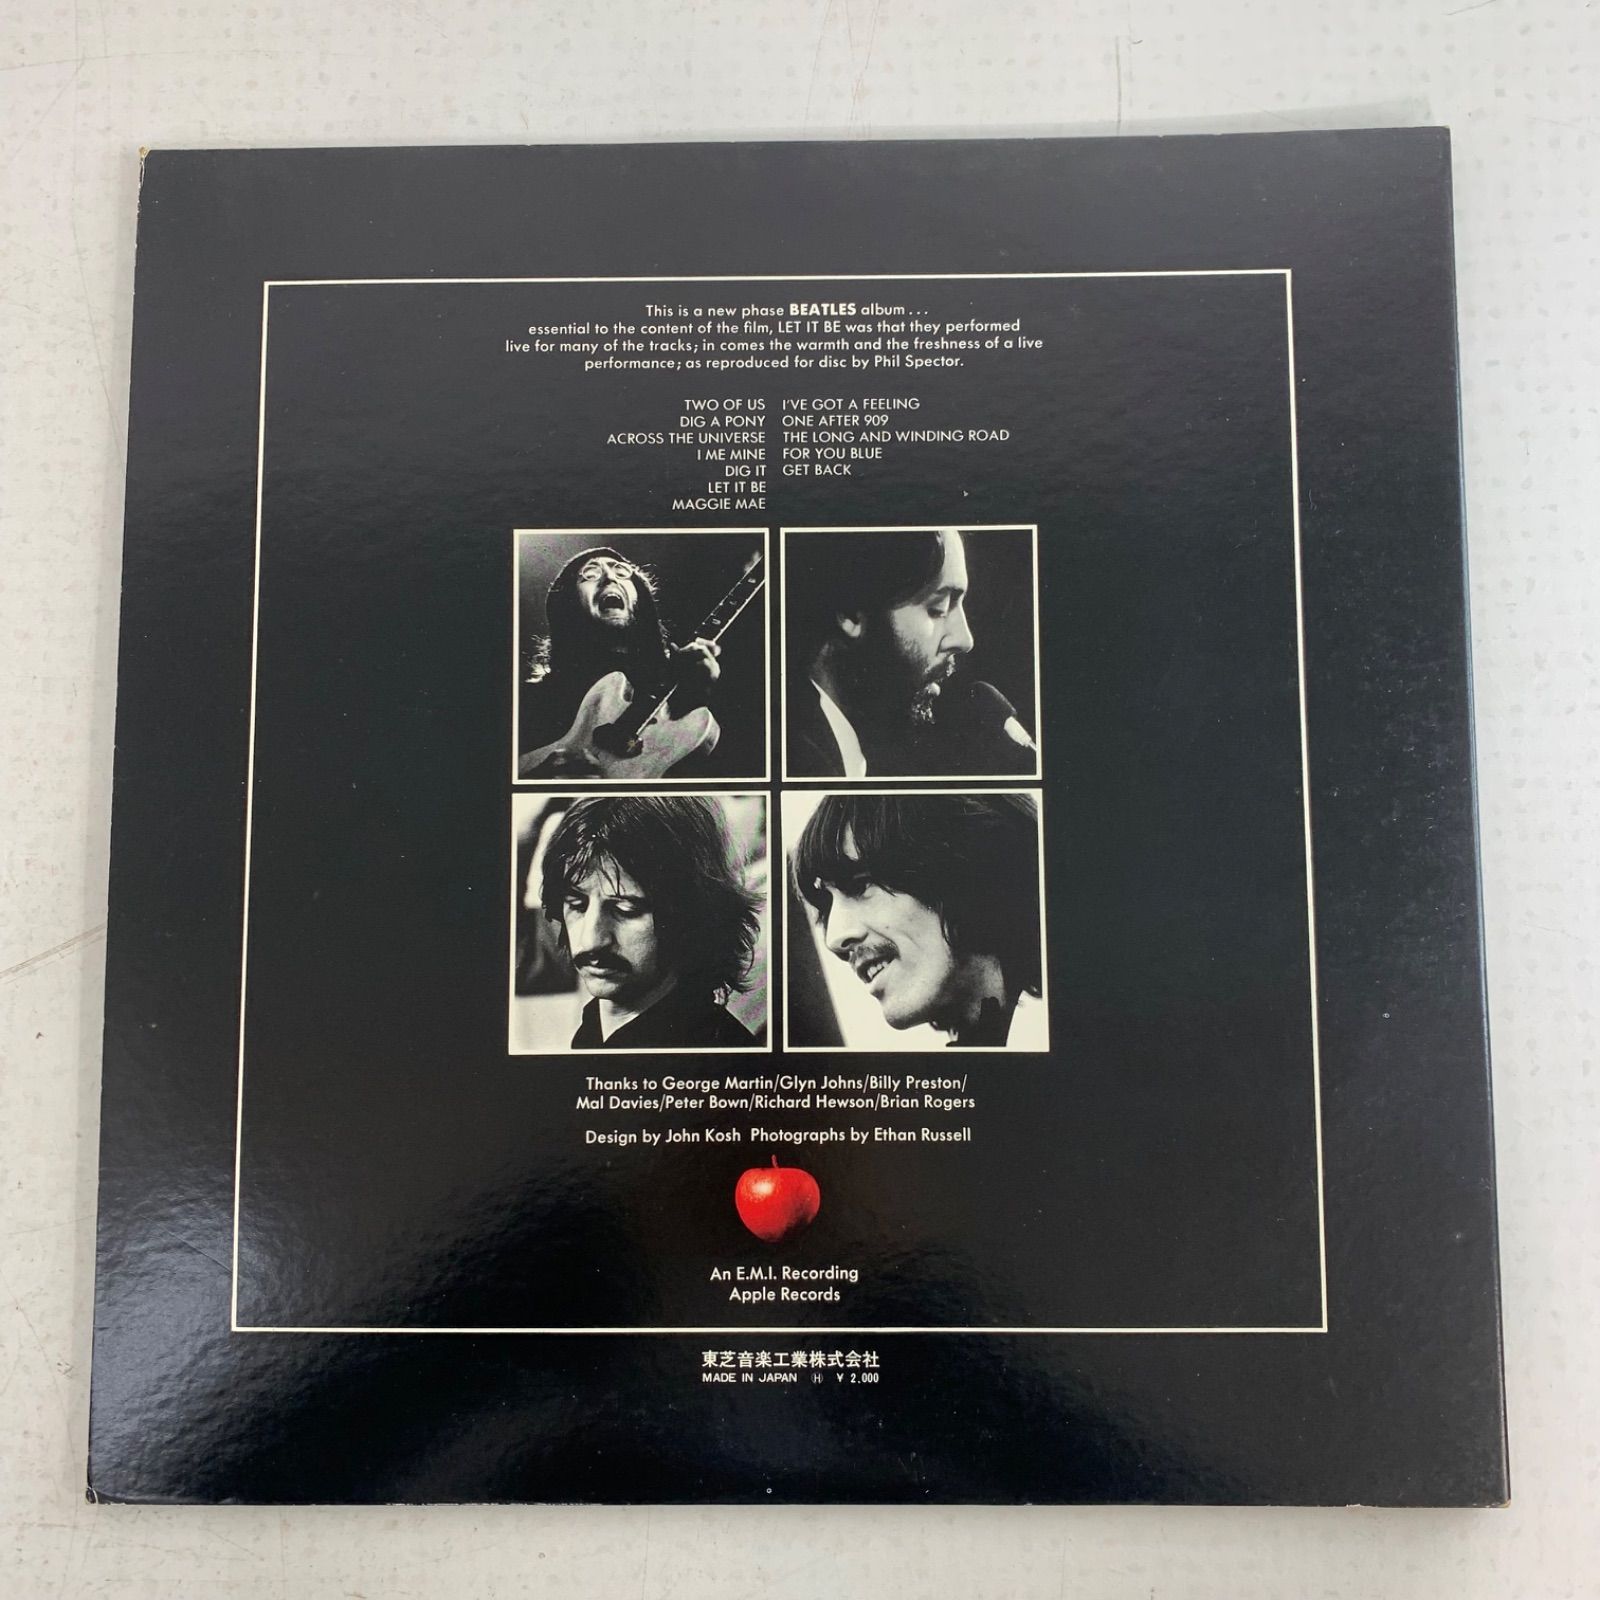 This is a new phase BEATLES album...
essential to the content of the film, LET IT BE was that they performed
live for many of the tracks; in comes the warmth and the freshness of a live
performance; as reproduced for disc by Phil Spector.
TWO OF US
DIG A PONY
ACROSS THE UNIVERSE
I ME MINE
DIG IT
LET IT BE
MAGGIE MAE
I'VE GOT A FEELING
ONE AFTER 909
THE LONG AND WINDING ROAD
FOR YOU BLUE
GET BACK
Thanks to George Martin/Glyn Johns/Billy Preston/
Mal Davies/Peter Bown/Richard Hewson/Brian Rogers
Design by John Kosh Photographs by Ethan Russell
An E.M.I. Recording
Apple Records
東芝音楽工業株式会社
MADE IN JAPAN Ⓗ ¥ 2,000